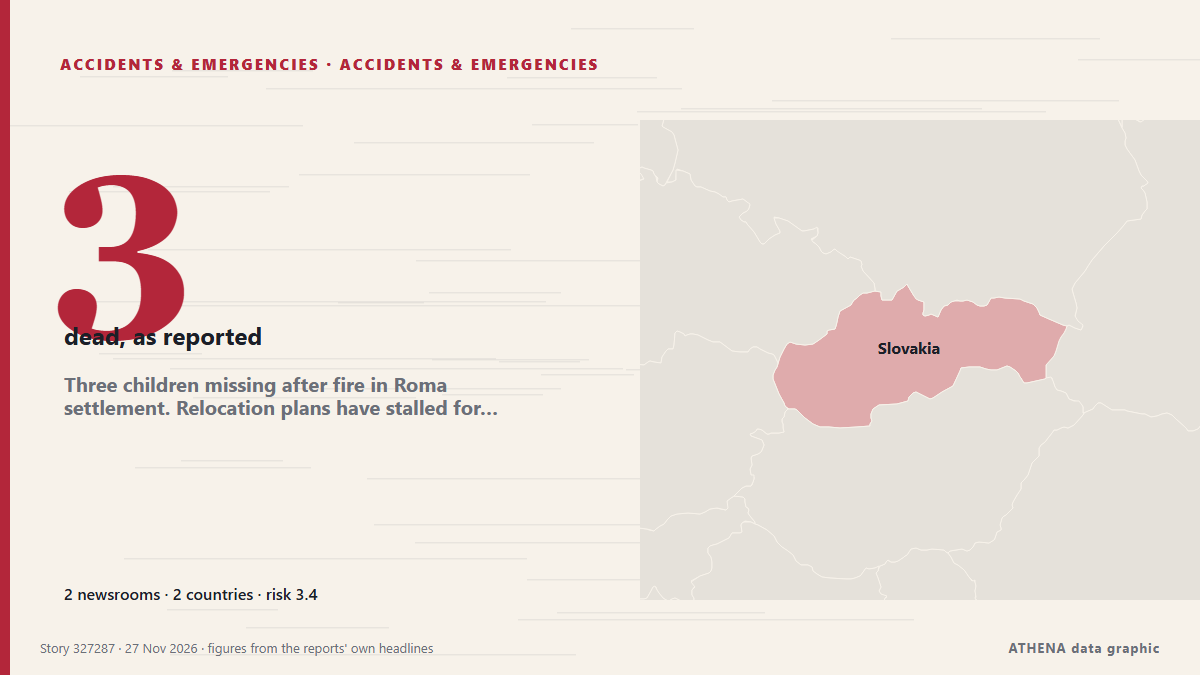 ACCIDENTS & EMERGENCIES · ACCIDENTS & EMERGENCIES
3
dead, as reported
Three children missing after fire in Roma
settlement. Relocation plans have stalled for…
Slovakia
2 newsrooms · 2 countries · risk 3.4
Story 327287 · 27 Nov 2026 · figures from the reports' own headlines
ATHENA data graphic